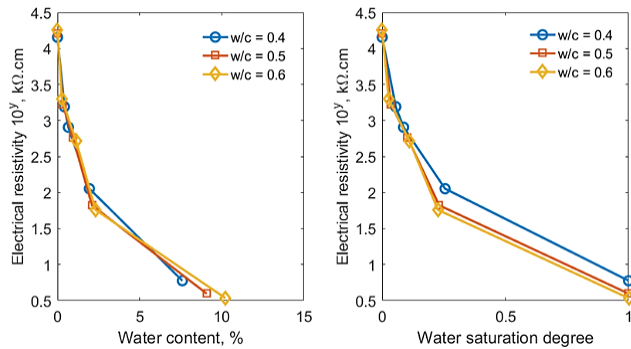 4.5
4
3.5
3
2.5
2
1.5
1
0.5
0
5
10
15
Electrical resistivity 10^y, kΩ.cm
Water content, %
w/c = 0.4
w/c = 0.5
w/c = 0.6
4.5
4
3.5
3
2.5
2
1.5
1
0.5
0
0.5
1
Electrical resistivity 10^y, kΩ.cm
Water saturation degree
w/c = 0.4
w/c = 0.5
w/c = 0.6